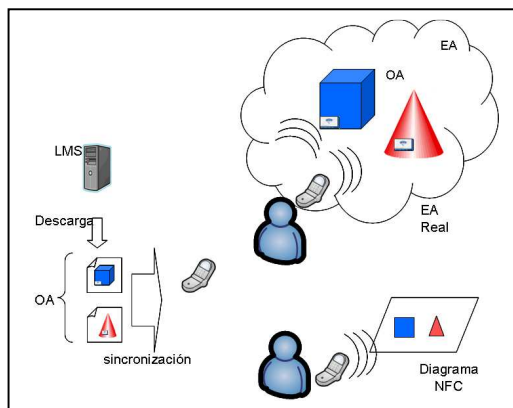 EA
OA
LMS
EA
Real
Descarga
OA
sincronización
Diagrama
NFC